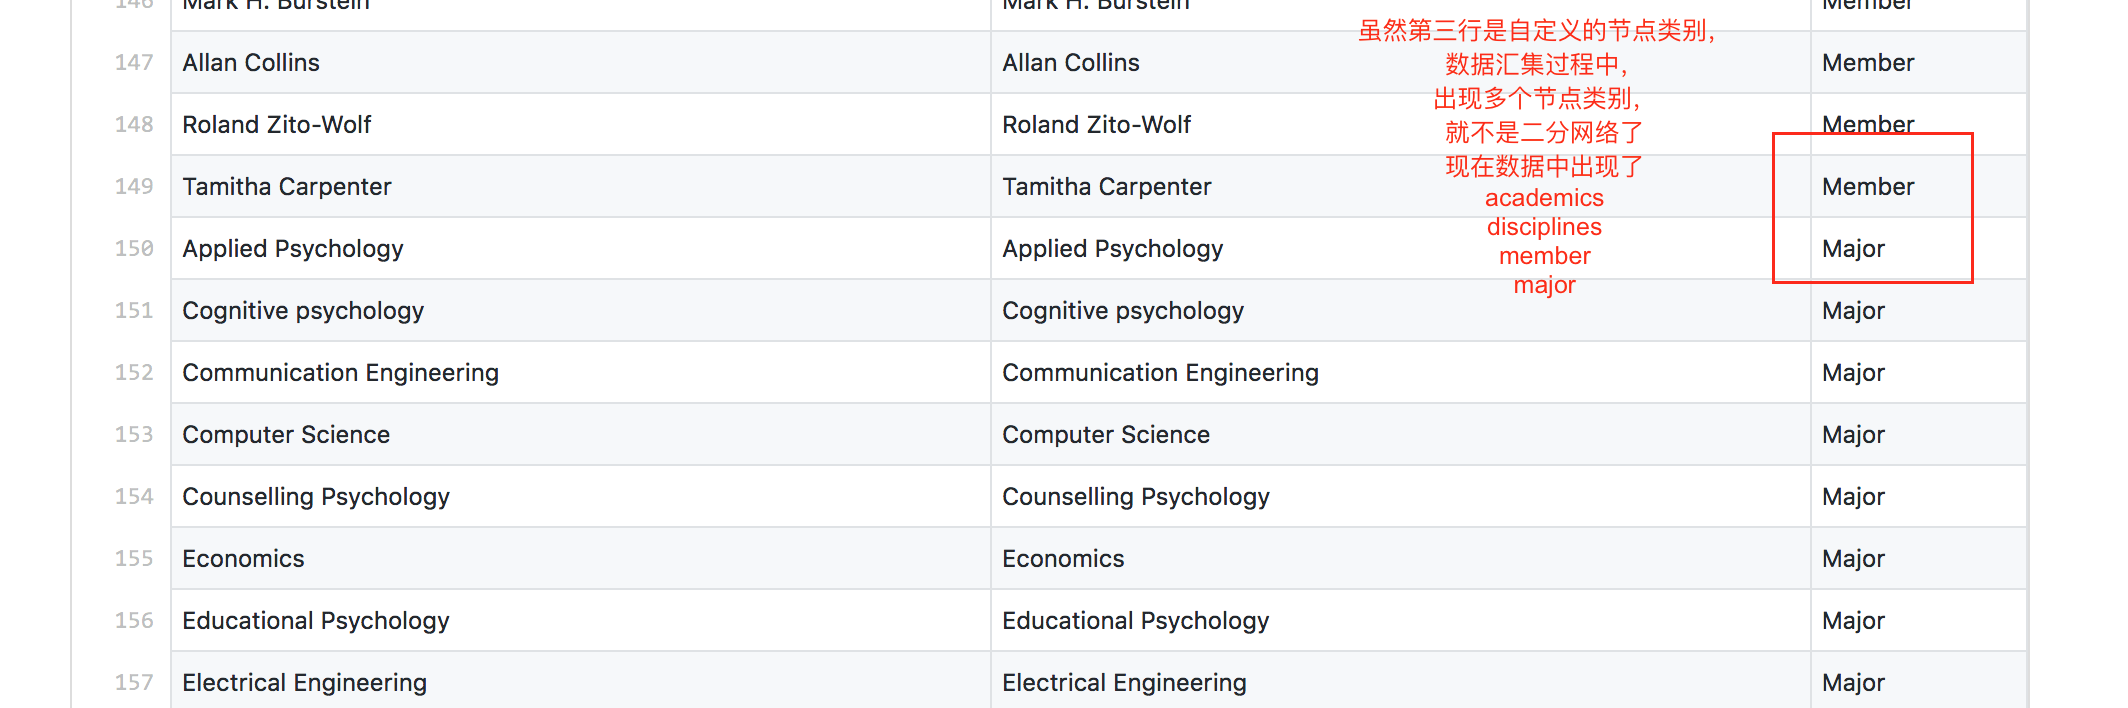 146 Mark H. Burstein Mark H. Burstein Member
虽然第三行是自定义的节点类别，
147 Allan Collins Allan Collins Member
数据汇集过程中，
出现多个节点类别，
148 Roland Zito-Wolf Roland Zito-Wolf Member
就不是二分网络了
现在数据中出现了
149 Tamitha Carpenter Tamitha Carpenter Member
academics
disciplines
150 Applied Psychology Applied Psychology Major
member
major
151 Cognitive psychology Cognitive psychology Major
152 Communication Engineering Communication Engineering Major
153 Computer Science Computer Science Major
154 Counselling Psychology Counselling Psychology Major
155 Economics Economics Major
156 Educational Psychology Educational Psychology Major
157 Electrical Engineering Electrical Engineering Major